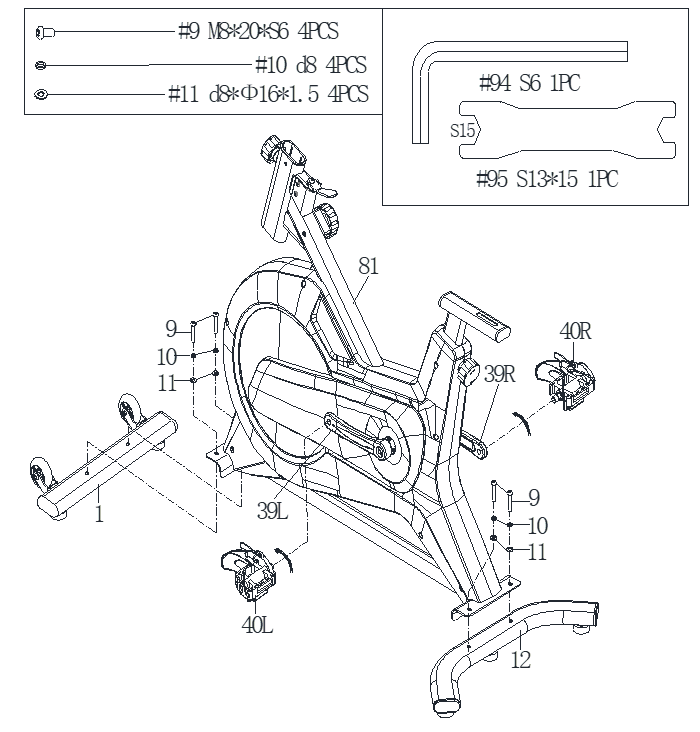 #9 M8*20*S6 4PCS
#10 d8 4PCS
#11 d8*Φ16*1.5 4PCS
#94 S6 1PC
S15
#95 S13*15 1PC
81
9
10
11
40R
39R
1
39L
40L
9
10
11
12